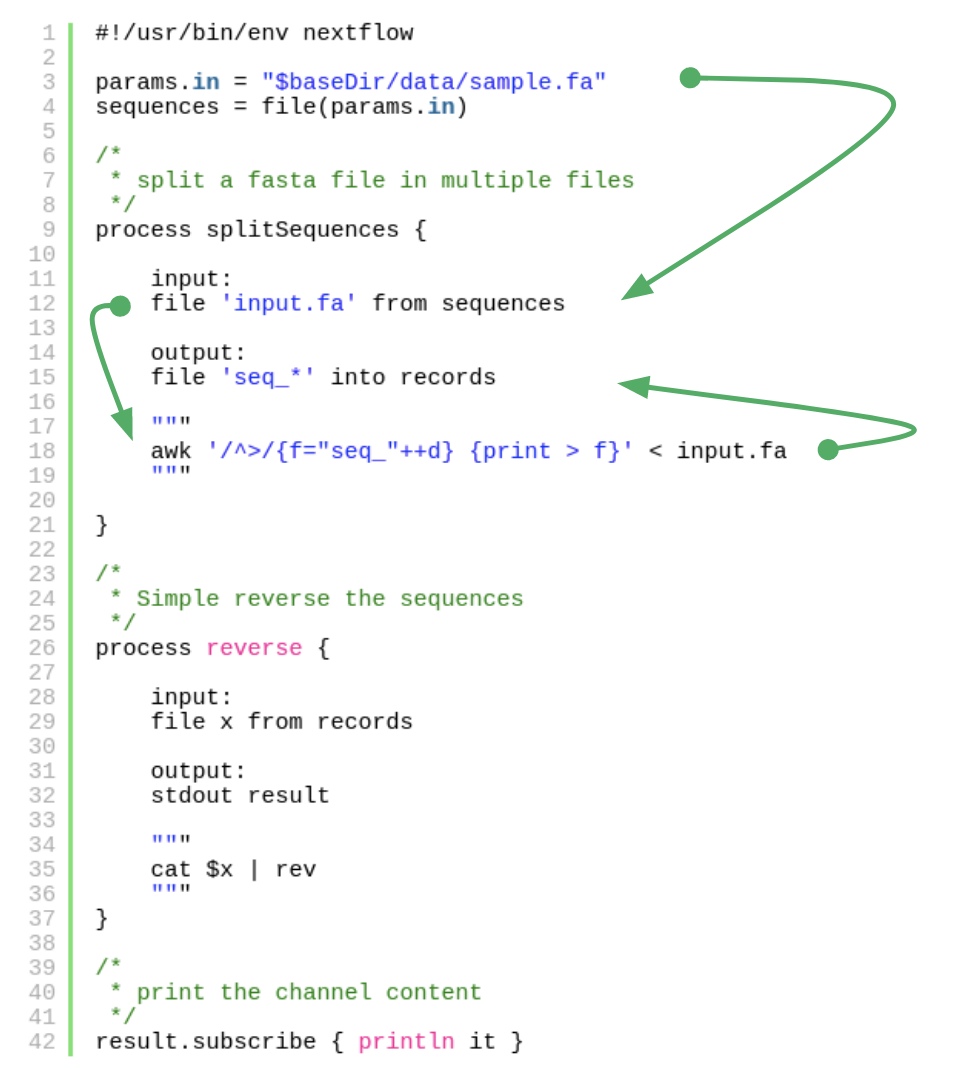 1 #!/usr/bin/env nextflow
2
3 params.in = "$baseDir/data/sample.fa"
4 sequences = file(params.in)
5
6 /*
7  * split a fasta file in multiple files
8  */
9 process splitSequences {
10
11     input:
12     file 'input.fa' from sequences
13
14     output:
15     file 'seq_*' into records
16
17     """
18     awk '/^>/{f="seq_"++d} {print > f}' < input.fa
19     """
20
21 }
22
23 /*
24  * Simple reverse the sequences
25  */
26 process reverse {
27
28     input:
29     file x from records
30
31     output:
32     stdout result
33
34     """
35     cat $x | rev
36     """
37 }
38
39 /*
40  * print the channel content
41  */
42 result.subscribe { println it }